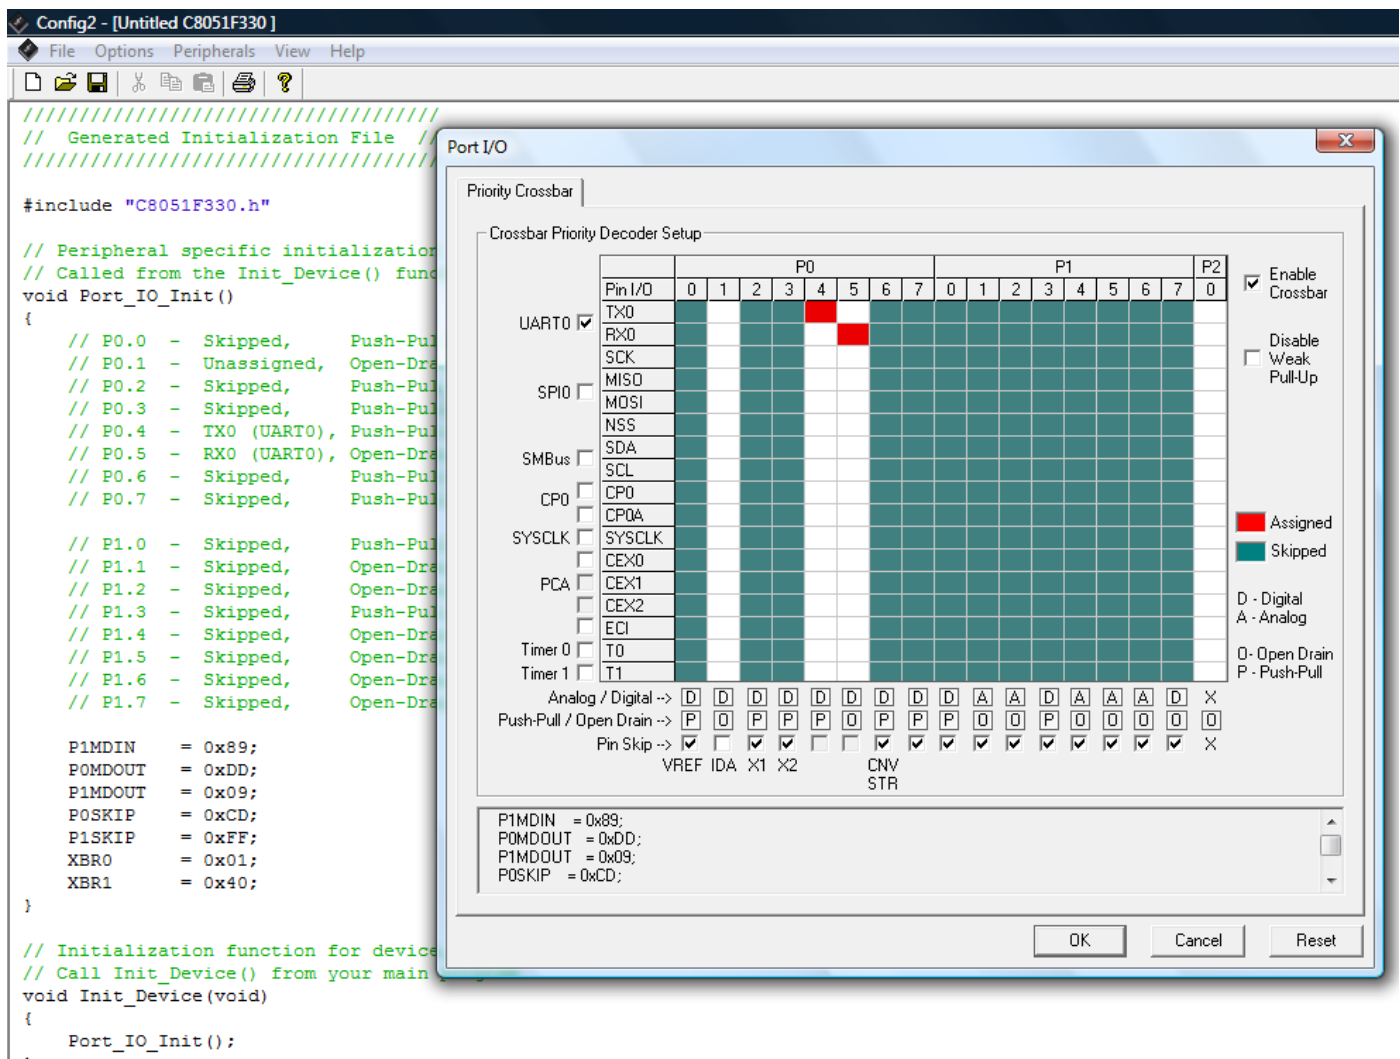 Config2 - [Untitled C8051F330 ]
File Options Peripherals View Help
///////////////////////////////////////
// Generated Initialization File //
///////////////////////////////////////
#include "C8051F330.h"
// Peripheral specific initialization
// Called from the Init_Device() func
void Port_IO_Init()
{
// P0.0 - Skipped, Push-Pul
// P0.1 - Unassigned, Open-Dra
// P0.2 - Skipped, Push-Pul
// P0.3 - Skipped, Push-Pul
// P0.4 - TX0 (UART0), Push-Pul
// P0.5 - RX0 (UART0), Open-Dra
// P0.6 - Skipped, Push-Pul
// P0.7 - Skipped, Push-Pul
// P1.0 - Skipped, Push-Pul
// P1.1 - Skipped, Open-Dra
// P1.2 - Skipped, Open-Dra
// P1.3 - Skipped, Push-Pul
// P1.4 - Skipped, Open-Dra
// P1.5 - Skipped, Open-Dra
// P1.6 - Skipped, Open-Dra
// P1.7 - Skipped, Open-Dra
P1MDIN = 0x89;
P0MDOUT = 0xDD;
P1MDOUT = 0x09;
P0SKIP = 0xCD;
P1SKIP = 0xFF;
XBR0 = 0x01;
XBR1 = 0x40;
}
// Initialization function for device
// Call Init_Device() from your main
void Init_Device(void)
{
Port_IO_Init();
Port I/O
Priority Crossbar
Crossbar Priority Decoder Setup
P0 P1 P2
Pin I/O 0 1 2 3 4 5 6 7 0 1 2 3 4 5 6 7 0
UART0
TX0
RX0
SPI0
SCK
MISO
MOSI
NSS
SMBus
SDA
SCL
CP0
CP0
CP0A
SYSCLK SYSCLK
PCA
CEX0
CEX1
CEX2
ECI
Timer 0 T0
Timer 1 T1
Analog / Digital --> D D D D D D D D D A A D A A A D X
Push-Pull / Open Drain --> P O P P P O P P P O O P O O O O O
Pin Skip --> X
VREF IDA X1 X2 CNV
STR
Enable
Crossbar
Disable
Weak
Pull-Up
Assigned
Skipped
D - Digital
A - Analog
O- Open Drain
P - Push-Pull
P1MDIN = 0x89;
P0MDOUT = 0xDD;
P1MDOUT = 0x09;
P0SKIP = 0xCD;
OK Cancel Reset